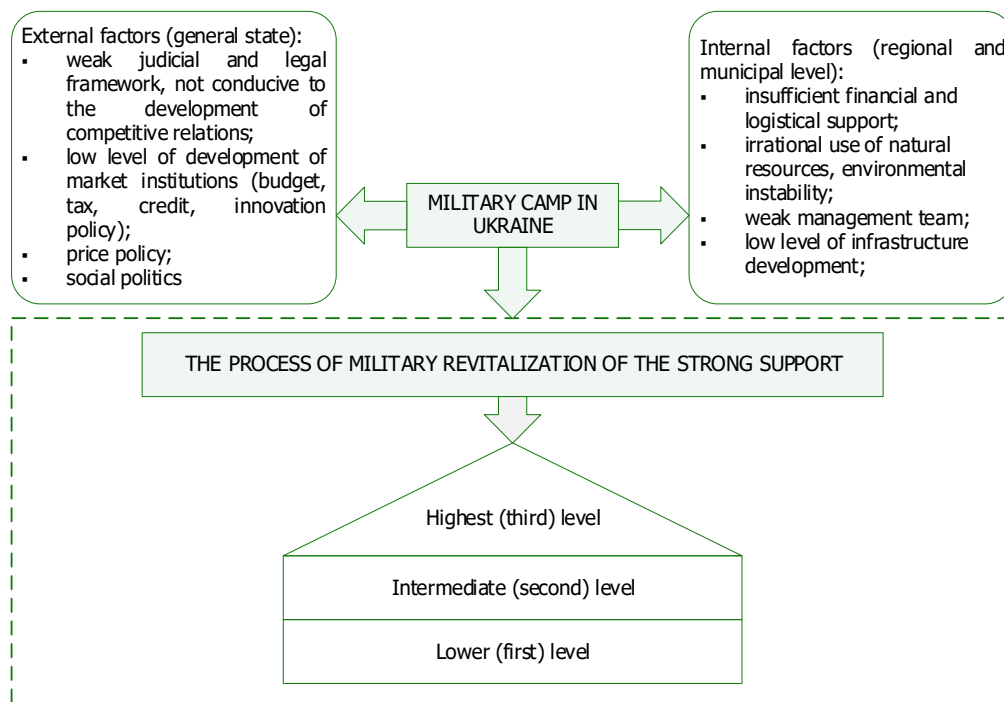 External factors (general state):
▪ weak judicial and legal
framework, not conducive to
the development of
competitive relations;
▪ low level of development of
market institutions (budget,
tax, credit, innovation
policy);
▪ price policy;
▪ social politics
MILITARY CAMP IN
UKRAINE
Internal factors (regional and
municipal level):
▪ insufficient financial and
logistical support;
▪ irrational use of natural
resources, environmental
instability;
▪ weak management team;
▪ low level of infrastructure
development;
THE PROCESS OF MILITARY REVITALIZATION OF THE STRONG SUPPORT
Highest (third) level
Intermediate (second) level
Lower (first) level